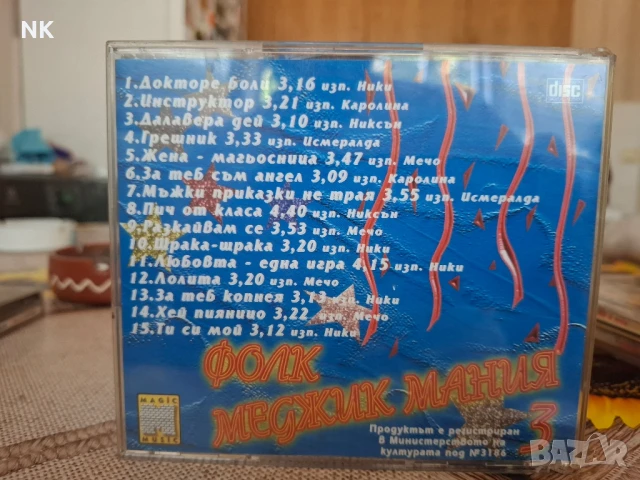 NK
1.Докторе боли 3,16 изп. Ники
2.Инструктор 3,21 изп. Каролина
3.Далавера дей 3,10 изп. Никсън
4.Грешник 3,33 изп. Исмералда
5.Жена - магьосница 3,47 изп. Мечо
6.За теб съм ангел 3,09 изп. Каролина
7.Мъжки приказки не трая 3,55 изп. Исмералда
8.Пич от класа 4,40 изп. Никсън
9.Разкайвам се 3,53 изп. Мечо
10.Шрака-шрака 3,20 изп. Ники
11.Любовта - една игра 4,15 изп. Ники
12.Лолита 3,20 изп. Мечо
13.За теб копнея 3,13 изп. Ники
14.Хей пияницо 3,22 изп. Мечо
15.Ти си мой 3,12 изп. Ники
disc
ФОЛК
МЕДЖИК МАНИЯ
3
MAGIC
MUSIC
Продуктът е регистриран
в Министерството на
културата под №3186
BAZAR
bg